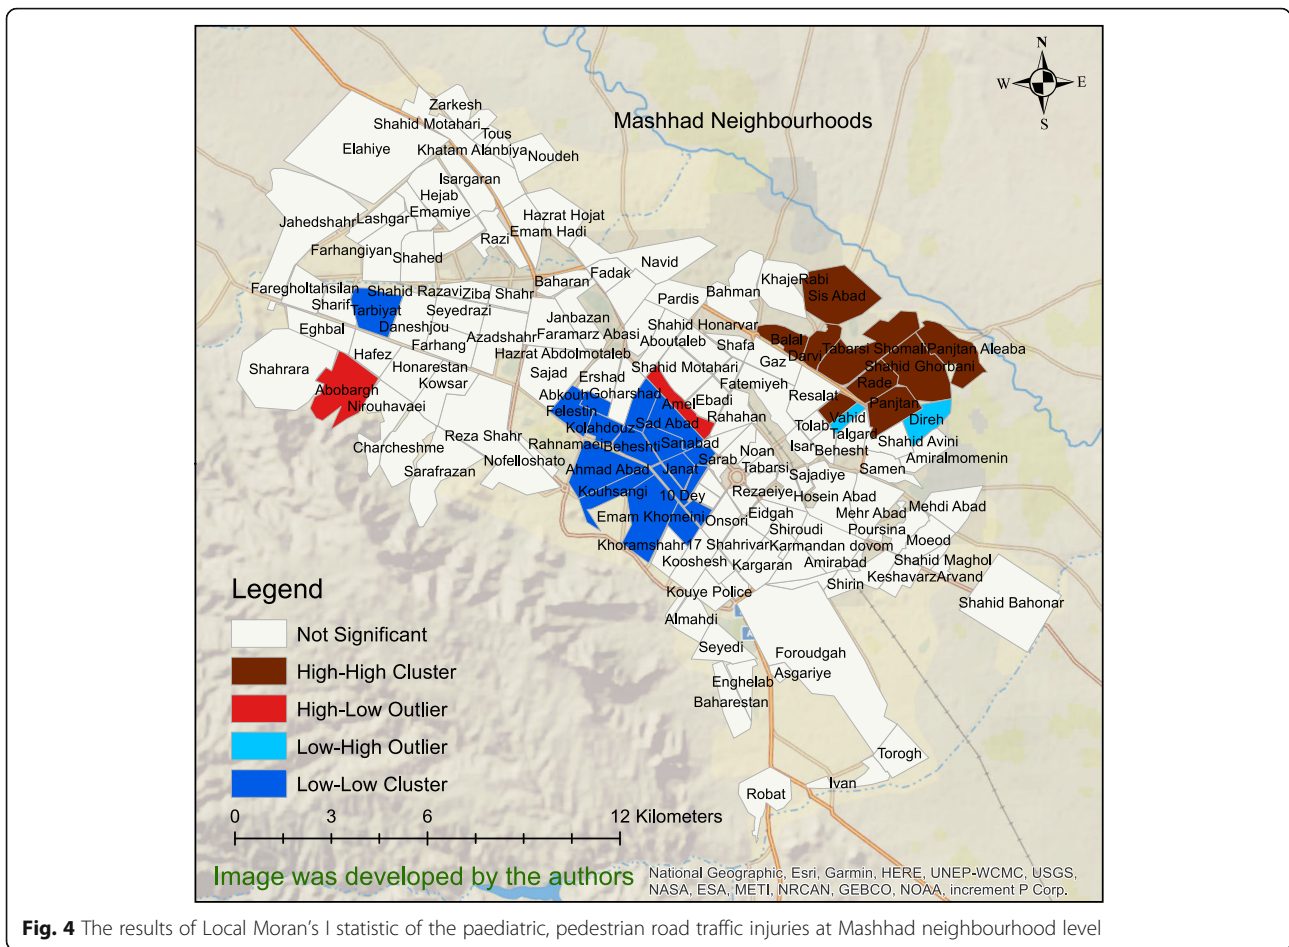 N
W E
S
Mashhad Neighbourhoods
Zarkesh
Shahid Motahari
Tous
Elahiye
Khatam Alanbiya
Noudeh
Isargaran
Hejab
Emamiye
Lashgar
Jahedshahr
Hazrat Hojat
Emam Hadi
Razi
Farhangiyan
Shahed
Navid
Fadak
Baharan
KhajeRabi
Sis Abad
Bahman
Pardis
Faregholtahsilan
Shahid Razavi
Ziba Shahr
Sharif
Tarbiyat
Seyedrazi
Janbazan
Eghbal
Daneshjou
Azadshahr
Faramarz Abasi
Shahid Honarvar
Aboutaleb
Shafa
Balal
Darvi
Tabarsi Shomali
Panjtan Aleaba
Farhang
Hafez
Hazrat Abdolmotaleb
Gaz
Shahid Ghorbani
Shahrara
Honarestan
Kowsar
Sajad
Ershad
Shahid Motahari
Fatemiyeh
Rade
Abobargh
Nirouhavaei
Abkouh
Goharshad
Amel
Ebadi
Resalat
Panjtan
Felestin
Rahahan
Vahid
Direh
Kolahdouz
Sad Abad
Tolab
Talgard
Reza Shahr
Rahnamaei
Beheshti
Sanabad
Isar
Behesht
Shahid Avini
Charcheshme
Noan
Amiralmomenin
Nofelloshato
Sarab
Sarafrazan
Ahmad Abad
Janat
Tabarsi
Sajadiye
Samen
Kouhsangi
10 Dey
Rezaeiye
Hosein Abad
Mehdi Abad
Emam Khomeini
Onsori
Eidgah
Mehr Abad
Shiroudi
Poursina
Moeod
Khoramshahr
17 Shahrivar
Karmandan dovom
Kooshesh
Kargaran
Amirabad
Shahid Maghol
Keshavarz
Arvand
Shirin
Kouye Police
Shahid Bahonar
Almahdi
Seyedi
Foroudgah
Asgariye
Enghelab
Baharestan
Torogh
Ivan
Robat
Legend
Not Significant
High-High Cluster
High-Low Outlier
Low-High Outlier
Low-Low Cluster
0 3 6 12 Kilometers
Image was developed by the authors
National Geographic, Esri, Garmin, HERE, UNEP-WCMC, USGS,
NASA, ESA, METI, NRCAN, GEBCO, NOAA, increment P Corp.
Fig. 4 The results of Local Moran's I statistic of the paediatric, pedestrian road traffic injuries at Mashhad neighbourhood level